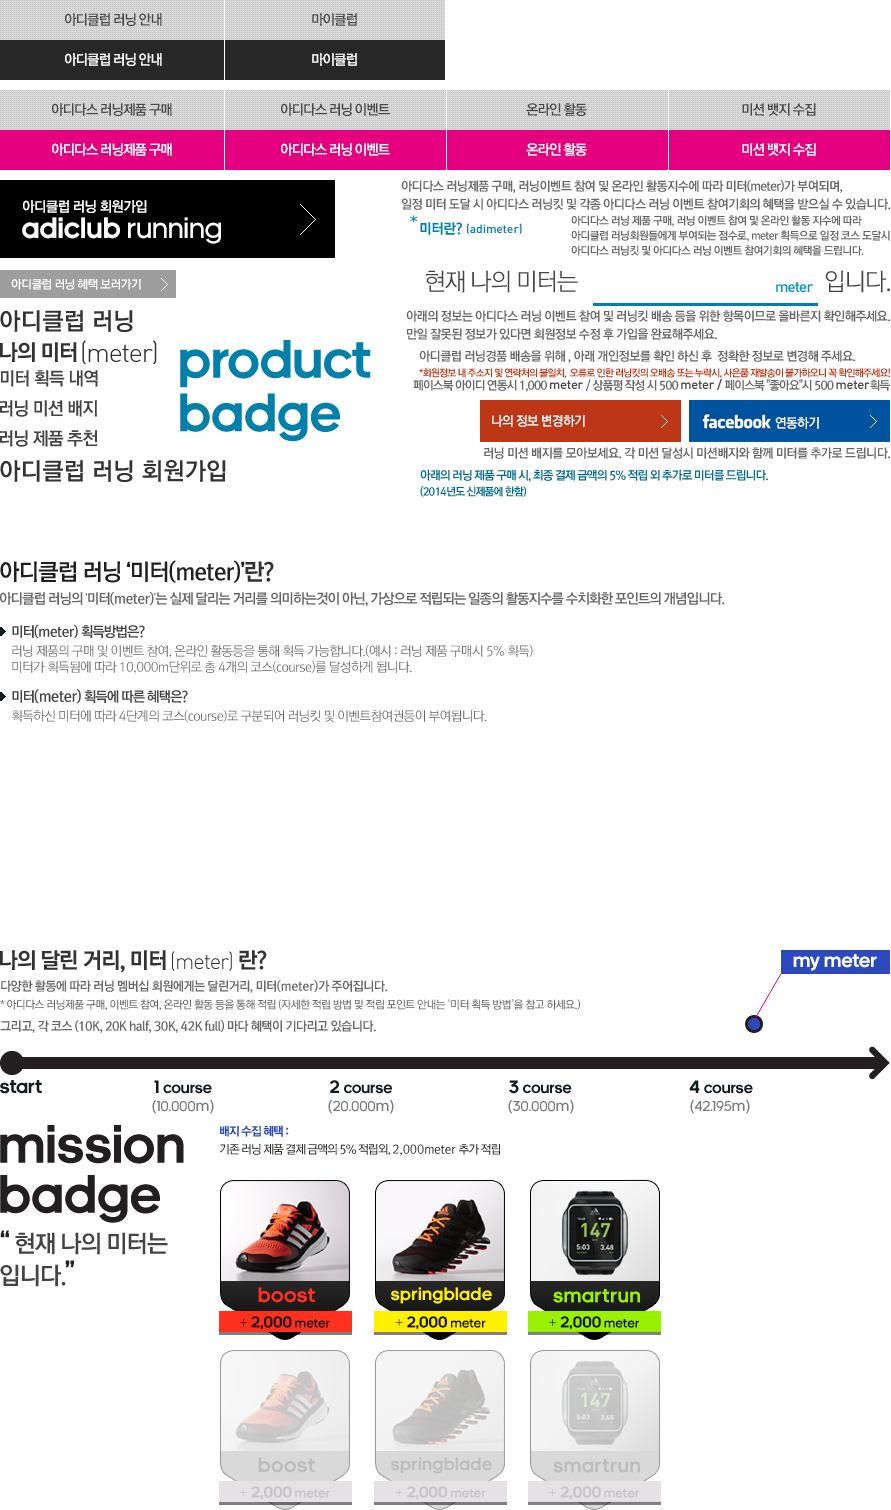 아디클럽 러닝 안내 마이클럽
아디클럽 러닝 안내 마이클럽
아디다스 러닝제품 구매 아디다스 러닝 이벤트 온라인 활동 미션 뱃지 수집
아디다스 러닝제품 구매 아디다스 러닝 이벤트 온라인 활동 미션 뱃지 수집
아디클럽 러닝 회원가입
adiclub running
아디다스 러닝제품 구매, 러닝이벤트 참여 및 온라인 활동지수에 따라 미터(meter)가 부여되며,
일정 미터 도달 시 아디다스 러닝킷 및 각종 아디다스 러닝 이벤트 참여기회의 혜택을 받으실 수 있습니다.
*미터란? (adimeter)
아디다스 러닝 제품 구매, 러닝 이벤트 참여 및 온라인 활동 지수에 따라
아디클럽 러닝회원들에게 부여되는 점수로, meter 획득으로 일정 코스 도달시
아디다스 러닝킷 및 아디다스 러닝 이벤트 참여기회의 혜택을 드립니다.
아디클럽 러닝 혜택 보러가기
현재 나의 미터는 meter 입니다.
아디클럽 러닝
나의 미터 (meter)
미터 획득 내역
러닝 미션 배지
러닝 제품 추천
아디클럽 러닝 회원가입
product
badge
아래의 정보는 아디다스 러닝 이벤트 참여 및 러닝킷 배송 등을 위한 항목이므로 올바른지 확인해주세요.
만일 잘못된 정보가 있다면 회원정보 수정 후 가입을 완료해주세요.
아디클럽 러닝경품 배송을 위해 , 아래 개인정보를 확인 하신 후 정확한 정보로 변경해 주세요.
*회원정보 내 주소지 및 연락처의 불일치, 오류로 인한 러닝킷의 오배송 또는 누락시, 사은품 재발송이 불가하오니 꼭 확인해주세요!
페이스북 아이디 연동시 1,000 meter / 상품평 작성 시 500 meter / 페이스북 "좋아요"시 500 meter획득
나의 정보 변경하기
facebook 연동하기
러닝 미션 배지를 모아보세요. 각 미션 달성시 미션배지와 함께 미터를 추가로 드립니다.
아래의 러닝 제품 구매 시, 최종 결제 금액의 5% 적립 외 추가로 미터를 드립니다.
(2014년도 신제품에 한함)
아디클럽 러닝 ‘미터(meter)’란?
아디클럽 러닝의 ‘미터(meter)’는 실제 달리는 거리를 의미하는것이 아닌, 가상으로 적립되는 일종의 활동지수를 수치화한 포인트의 개념입니다.
미터(meter) 획득방법은?
러닝 제품의 구매 및 이벤트 참여, 온라인 활동등을 통해 획득 가능합니다.(예시 : 러닝 제품 구매시 5% 획득)
미터가 획득됨에 따라 10,000m단위로 총 4개의 코스(course)를 달성하게 됩니다.
미터(meter) 획득에 따른 혜택은?
획득하신 미터에 따라 4단계의 코스(course)로 구분되어 러닝킷 및 이벤트참여권등이 부여됩니다.
나의 달린 거리, 미터 (meter) 란?
my meter
다양한 활동에 따라 러닝 멤버십 회원에게는 달린거리, 미터(meter)가 주어집니다.
* 아디다스 러닝제품 구매, 이벤트 참여, 온라인 활동 등을 통해 적립 (자세한 적립 방법 및 적립 포인트 안내는 '미터 획득 방법'을 참고 하세요.)
그리고, 각 코스 (10K, 20K half, 30K, 42K full) 마다 혜택이 기다리고 있습니다.
start 1 course 2 course 3 course 4 course
(10.000m) (20.000m) (30.000m) (42.195m)
mission
badge
“ 현재 나의 미터는
입니다.”
배지 수집 혜택 :
기존 러닝 제품 결제 금액의 5% 적립외, 2,000meter 추가 적립
147
5:03 3.48
boost springblade smartrun
+ 2,000 meter + 2,000 meter + 2,000 meter
147
5:03 3.48
boost springblade smartrun
+ 2,000 meter + 2,000 meter + 2,000 meter